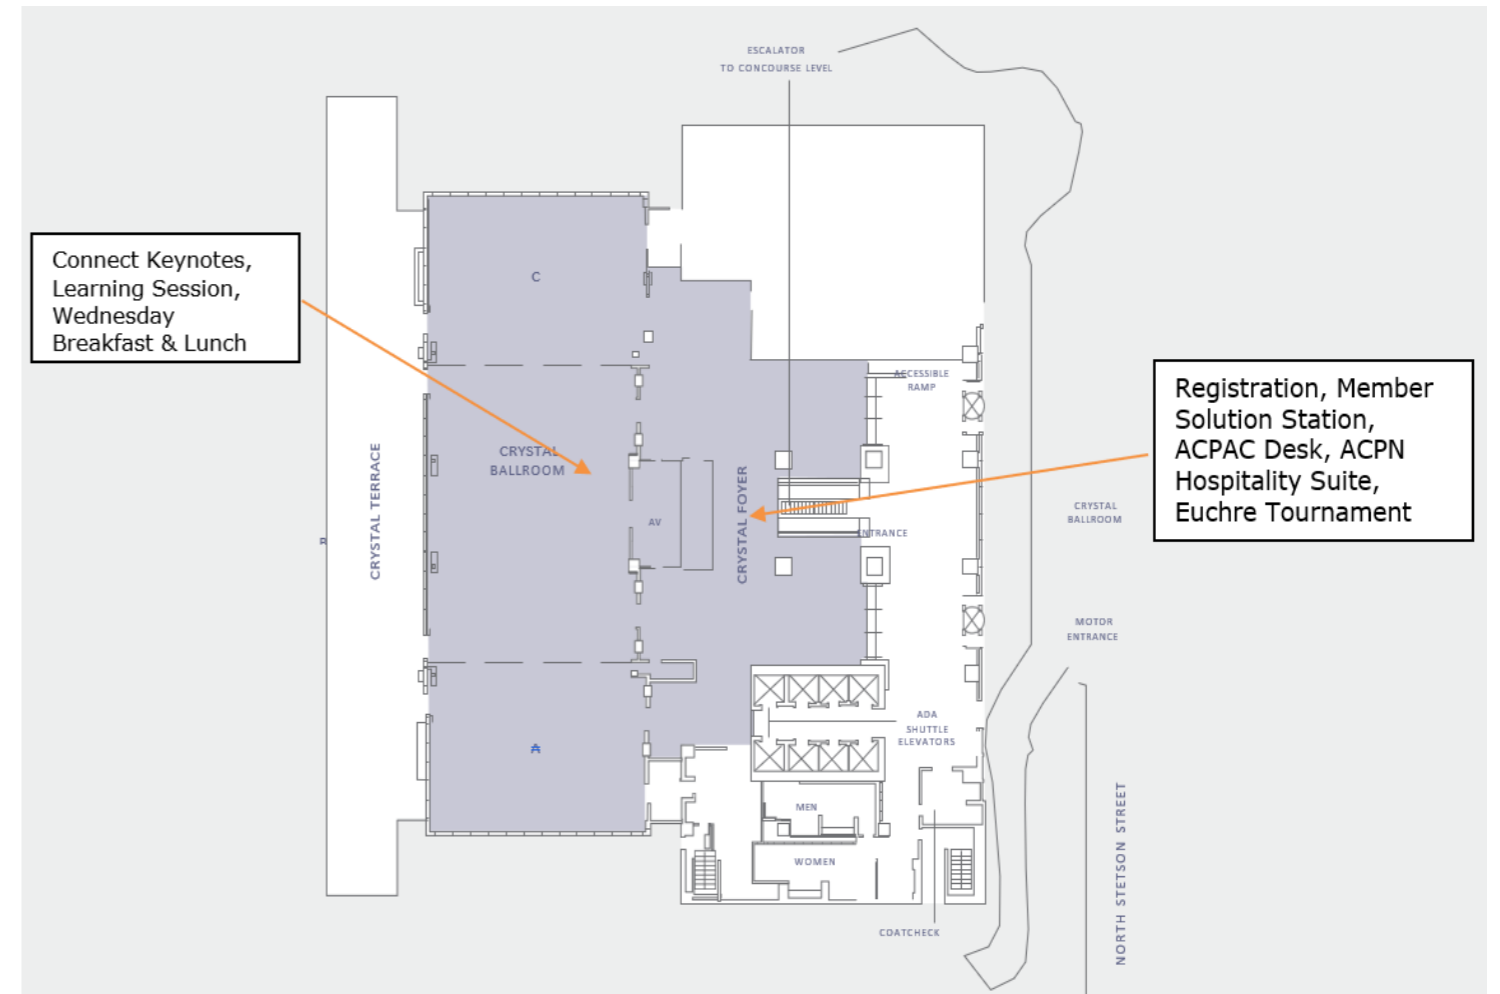 ESCALATOR
TO CONCOURSE LEVEL
Connect Keynotes,
Learning Session,
Wednesday
Breakfast & Lunch
C
ACCESSIBLE
RAMP
Registration, Member
Solution Station,
ACPAC Desk, ACPN
Hospitality Suite,
Euchre Tournament
CRYSTAL
BALLROOM
CRYSTAL TERRACE
CRYSTAL FOYER
AV
ENTRANCE
CRYSTAL
BALLROOM
B
MOTOR
ENTRANCE
ADA
SHUTTLE
ELEVATORS
A
MEN
WOMEN
COATCHECK
NORTH STETSON STREET